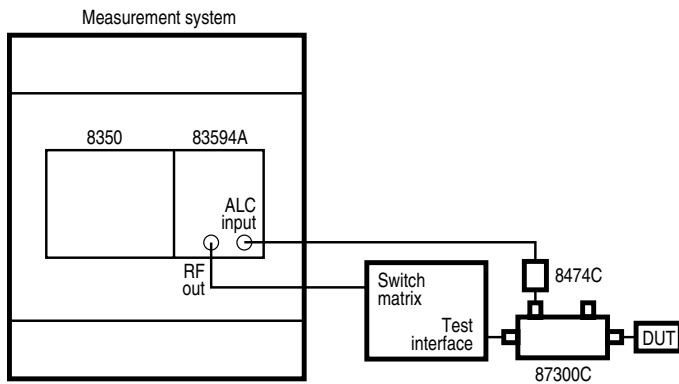 Measurement system
8350
83594A
ALC
input
RF
out
Switch
matrix
Test
interface
8474C
87300C
DUT